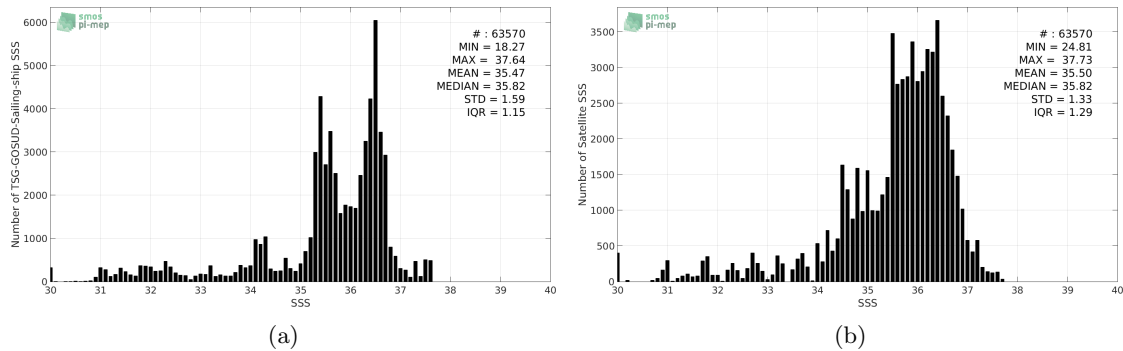 smos
pi-mep
# : 63570
MIN = 18.27
MAX = 37.64
MEAN = 35.47
MEDIAN = 35.82
STD = 1.59
IQR = 1.15
Number of TSG-GOSUD-Sailing-ship SSS
6000
5000
4000
3000
2000
1000
0
30 31 32 33 34 35 36 37 38 39 40
SSS
(a)
smos
pi-mep
# : 63570
MIN = 24.81
MAX = 37.73
MEAN = 35.50
MEDIAN = 35.82
STD = 1.33
IQR = 1.29
Number of Satellite SSS
3500
3000
2500
2000
1500
1000
500
0
30 31 32 33 34 35 36 37 38 39 40
SSS
(b)